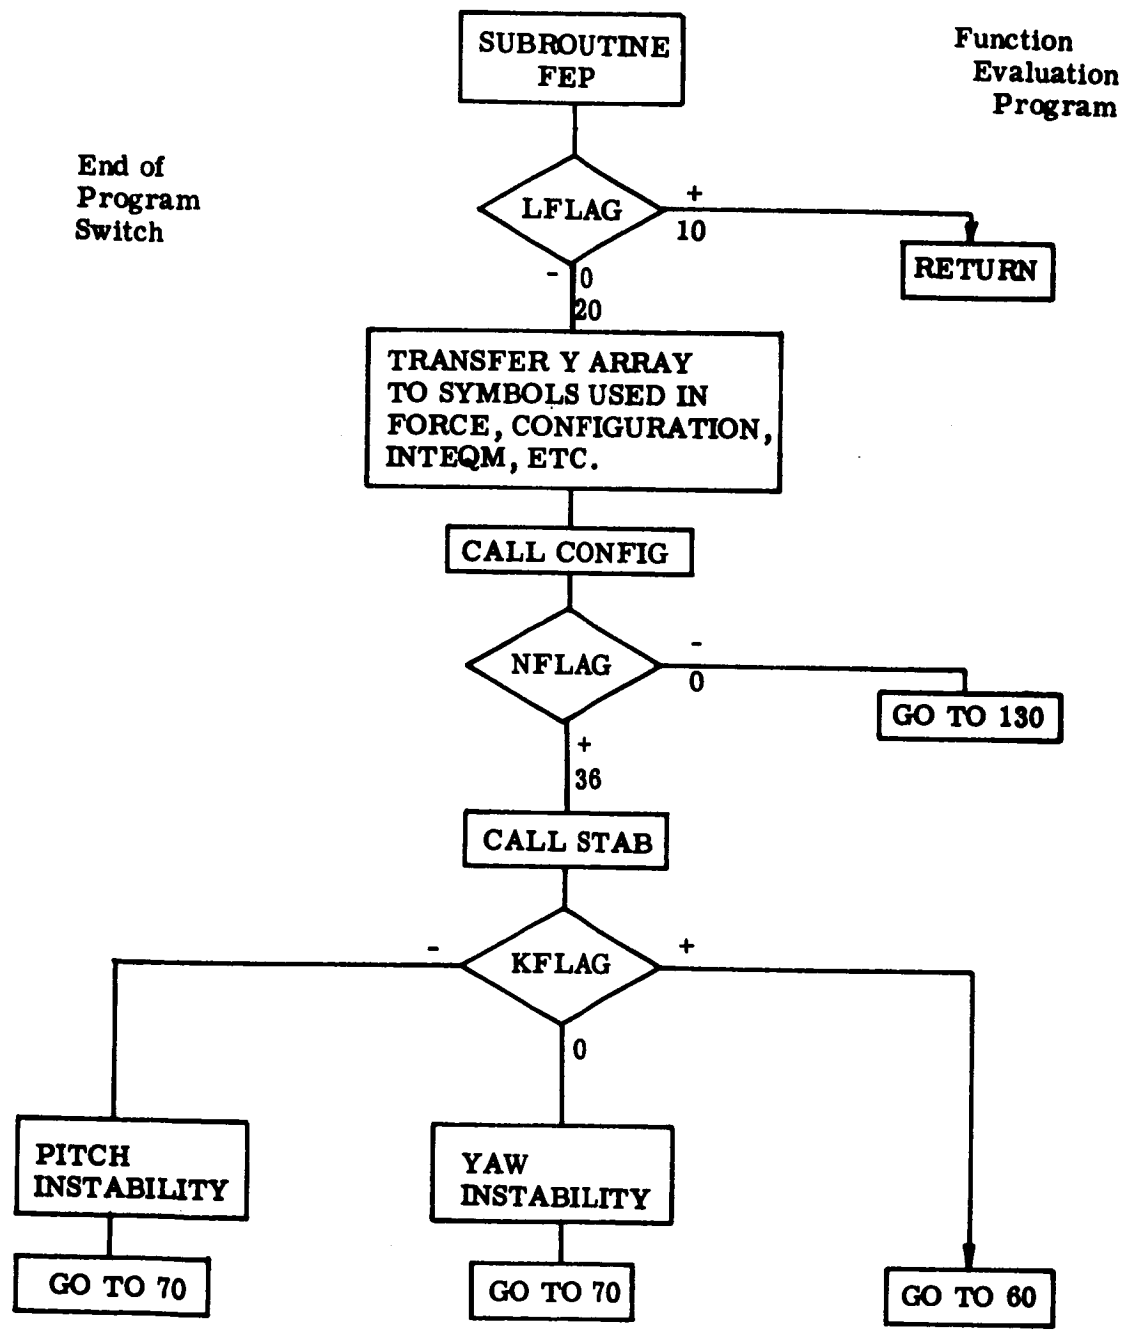 SUBROUTINE
FEP
Function
Evaluation
Program
End of
Program
Switch
LFLAG
+
10
RETURN
- 0
20
TRANSFER Y ARRAY
TO SYMBOLS USED IN
FORCE, CONFIGURATION,
INTEQM, ETC.
CALL CONFIG
NFLAG
-
0
GO TO 130
+
36
CALL STAB
-
KFLAG
+
0
PITCH
INSTABILITY
YAW
INSTABILITY
GO TO 70
GO TO 70
GO TO 60